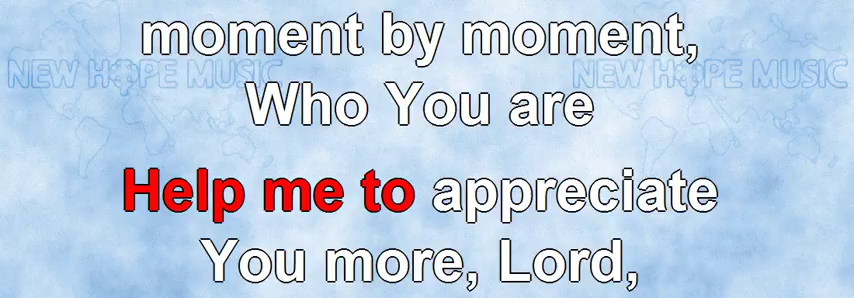 moment by moment,
NEW HOPE MUSIC NEW HOPE MUSIC
Who You are
Help me to appreciate
You more, Lord,